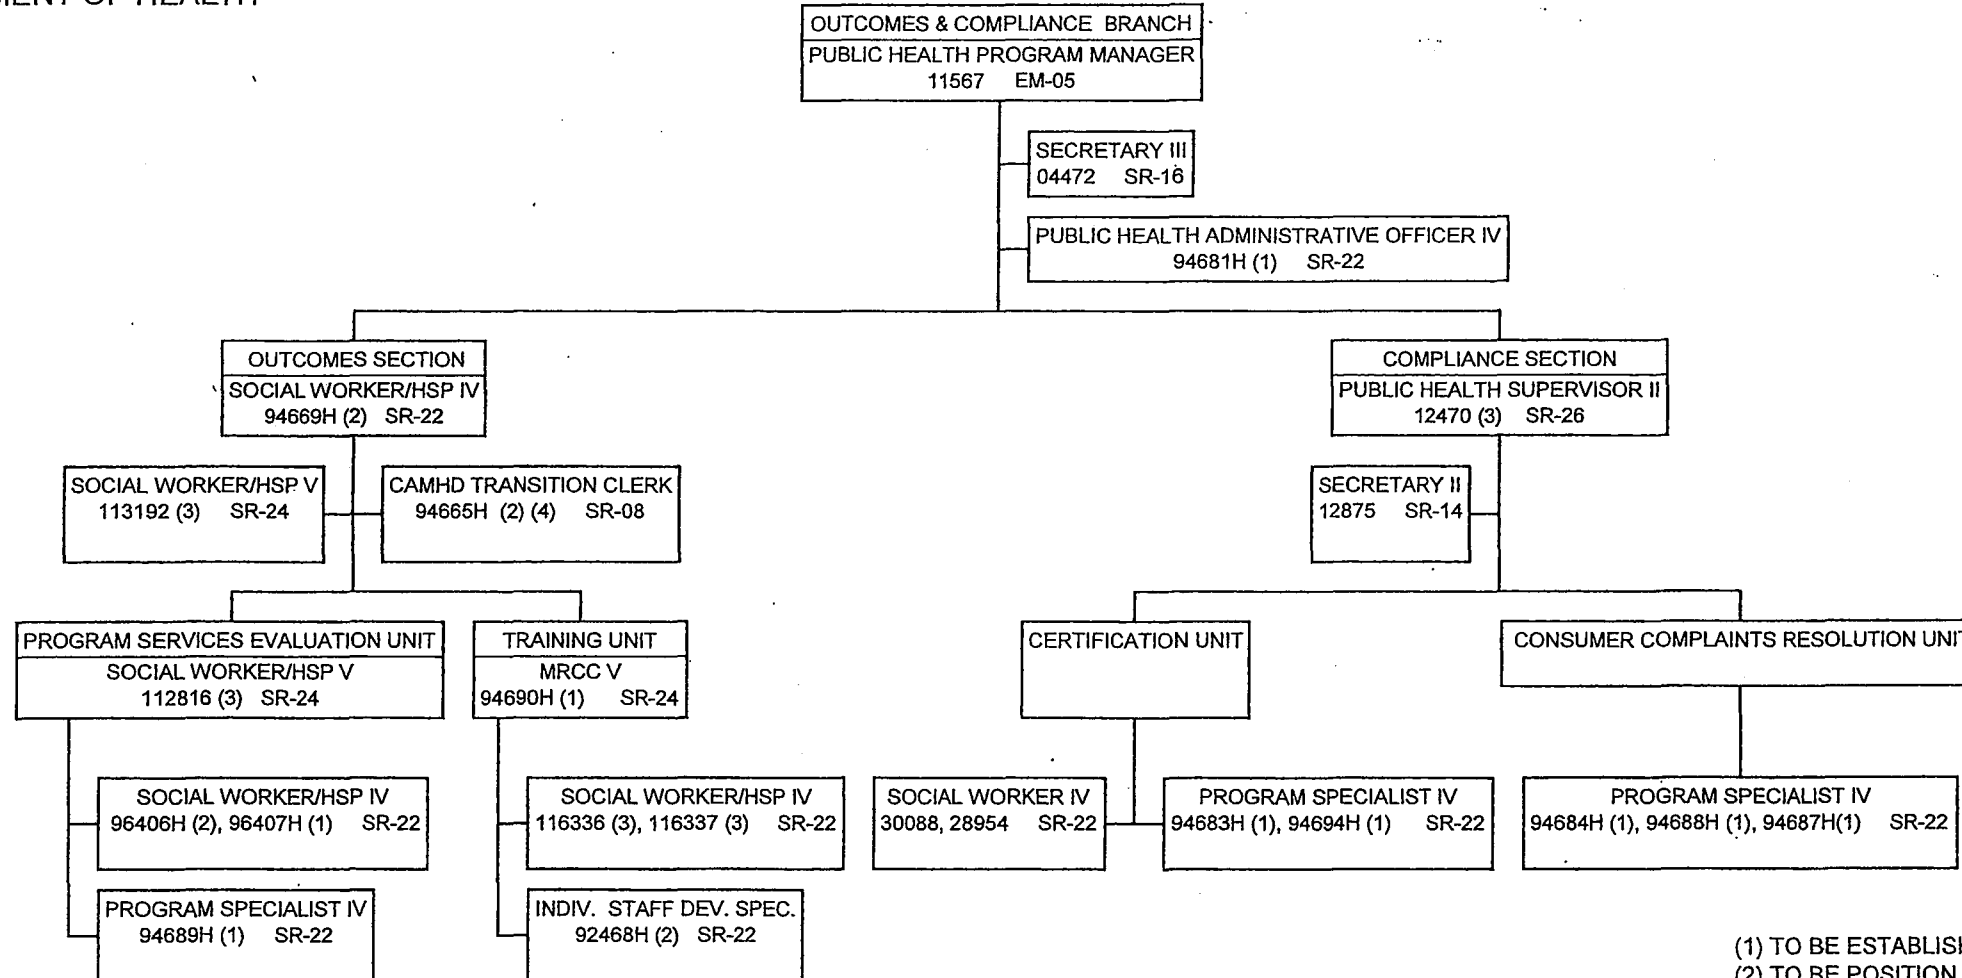 OF HEALTH
OUTCOMES & COMPLIANCE BRANCH
PUBLIC HEALTH PROGRAM MANAGER
11567 EM-05
SECRETARY III
04472 SR-16
PUBLIC HEALTH ADMINISTRATIVE OFFICER IV
94681H (1) SR-22
OUTCOMES SECTION
SOCIAL WORKER/HSP IV
94669H (2) SR-22
COMPLIANCE SECTION
PUBLIC HEALTH SUPERVISOR II
12470 (3) SR-26
SOCIAL WORKER/HSP V
113192 (3) SR-24
CAMHD TRANSITION CLERK
94665H (2) (4) SR-08
SECRETARY II
12875 SR-14
PROGRAM SERVICES EVALUATION UNIT
SOCIAL WORKER/HSP V
112816 (3) SR-24
TRAINING UNIT
MRCC V
94690H (1) SR-24
CERTIFICATION UNIT
CONSUMER COMPLAINTS RESOLUTION UNIT
SOCIAL WORKER/HSP IV
96406H (2), 96407H (1) SR-22
SOCIAL WORKER/HSP IV
116336 (3), 116337 (3) SR-22
SOCIAL WORKER IV
30088, 28954 SR-22
PROGRAM SPECIALIST IV
94683H (1), 94694H (1) SR-22
PROGRAM SPECIALIST IV
94684H (1), 94688H (1), 94687H(1) SR-22
PROGRAM SPECIALIST IV
94689H (1) SR-22
INDIV. STAFF DEV. SPEC.
92468H (2) SR-22
(1) TO BE ESTABLIS
(2) TO BE POSITION